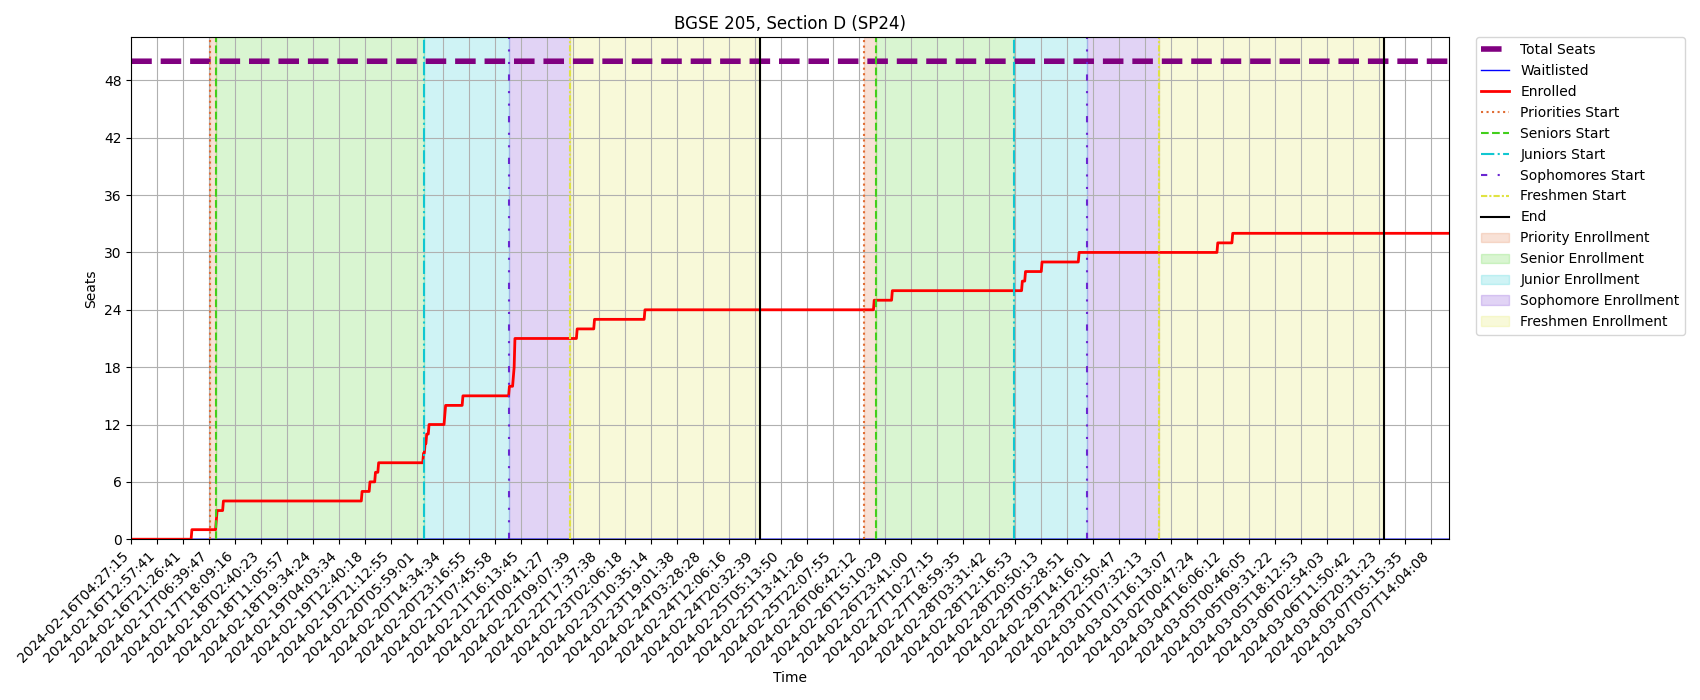 BGSE 205, Section D (SP24)
Seats
48
42
36
30
24
18
12
6
0
2024-02-16T04:27:15
2024-02-16T12:57:41
2024-02-16T21:26:41
2024-02-17T06:39:47
2024-02-17T18:09:16
2024-02-18T02:40:23
2024-02-18T11:05:57
2024-02-18T19:34:24
2024-02-19T04:03:34
2024-02-19T12:40:18
2024-02-19T21:12:55
2024-02-20T05:59:01
2024-02-20T14:34:34
2024-02-20T23:16:55
2024-02-21T07:45:58
2024-02-21T16:13:45
2024-02-22T00:41:27
2024-02-22T09:07:39
2024-02-22T17:37:38
2024-02-23T02:06:18
2024-02-23T10:35:14
2024-02-23T19:01:38
2024-02-24T03:28:28
2024-02-24T12:06:16
2024-02-24T20:32:39
2024-02-25T05:13:50
2024-02-25T13:41:26
2024-02-25T22:07:55
2024-02-26T06:42:12
2024-02-26T15:10:29
2024-02-26T23:41:00
2024-02-27T10:27:15
2024-02-27T18:59:35
2024-02-28T03:31:42
2024-02-28T12:16:53
2024-02-28T20:50:13
2024-02-29T05:28:51
2024-02-29T14:16:01
2024-02-29T22:50:47
2024-03-01T07:32:13
2024-03-01T16:13:07
2024-03-02T00:47:24
2024-03-04T16:06:12
2024-03-05T00:46:05
2024-03-05T09:31:22
2024-03-05T18:12:53
2024-03-06T02:54:03
2024-03-06T11:50:42
2024-03-06T20:31:23
2024-03-07T05:15:35
2024-03-07T14:04:08
Time
Total Seats
Waitlisted
Enrolled
Priorities Start
Seniors Start
Juniors Start
Sophomores Start
Freshmen Start
End
Priority Enrollment
Senior Enrollment
Junior Enrollment
Sophomore Enrollment
Freshmen Enrollment